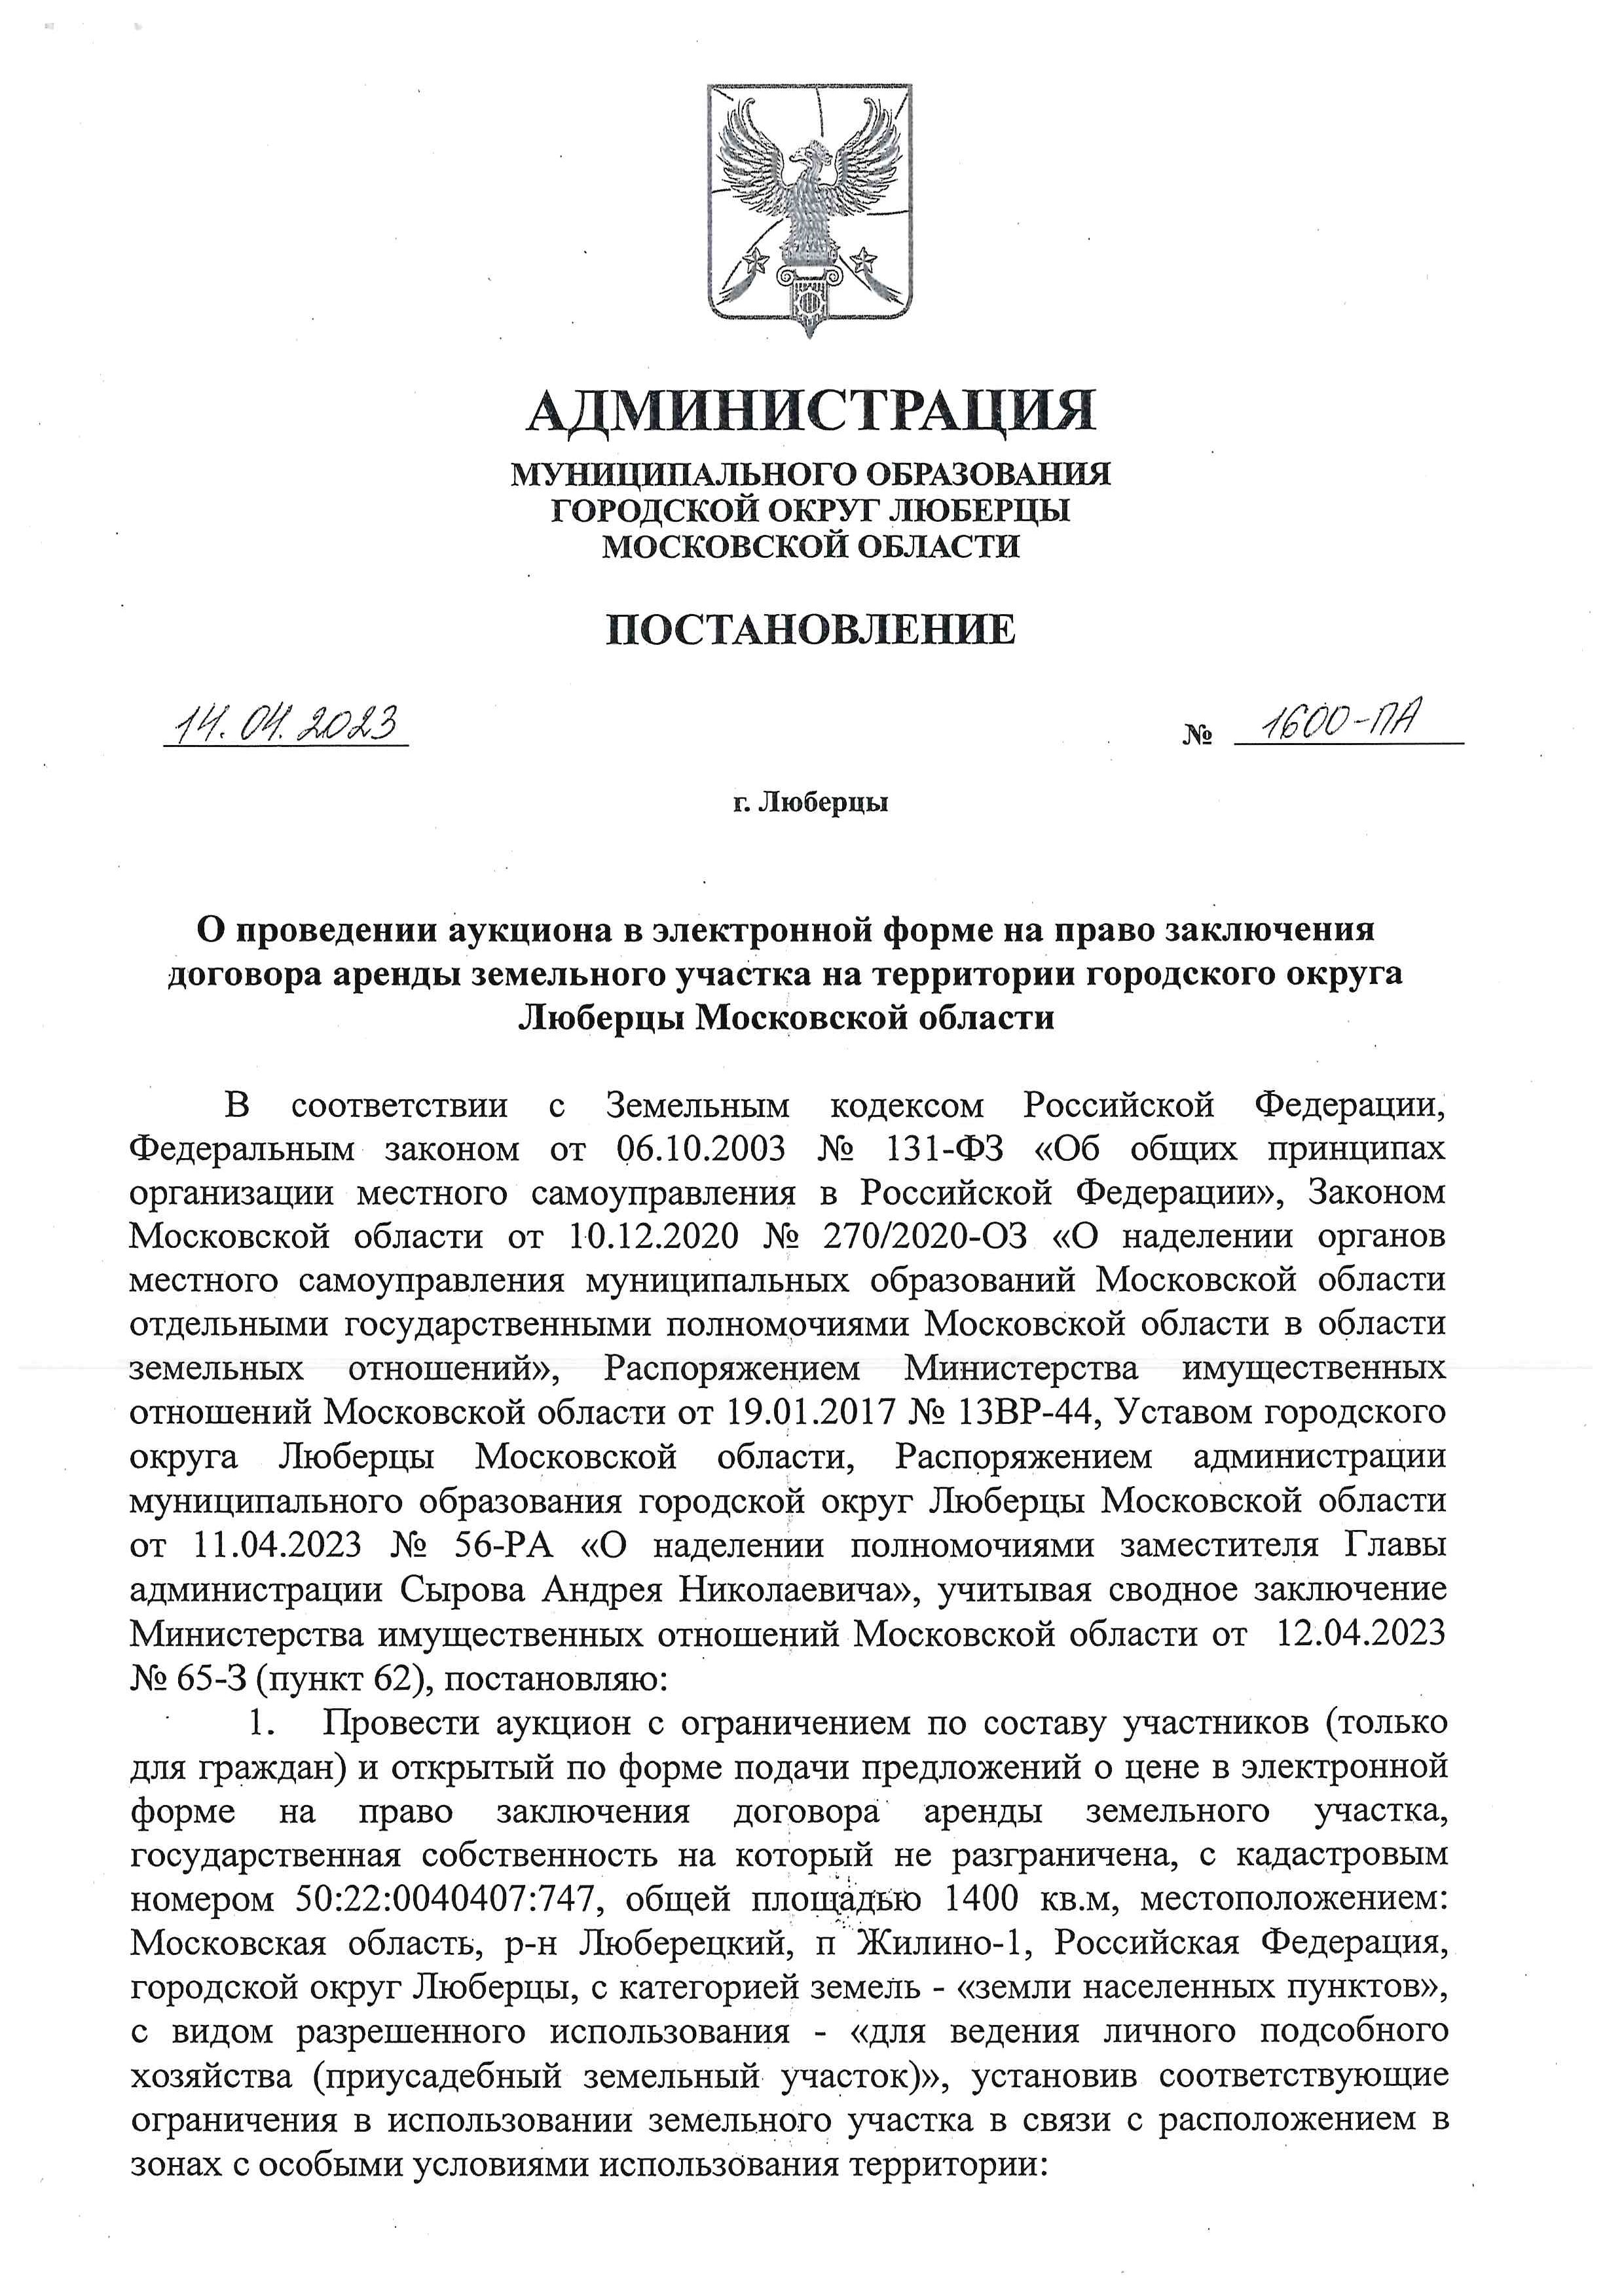 АДМИНИСТРАЦИЯ
МУНИЦИПАЛЬНОГО ОБРАЗОВАНИЯ
ГОРОДСКОЙ ОКРУГ ЛЮБЕРЦЫ
МОСКОВСКОЙ ОБЛАСТИ
ПОСТАНОВЛЕНИЕ
14.04.2023 № 1600-ПА
г. Люберцы
О проведении аукциона в электронной форме на право заключения
договора аренды земельного участка на территории городского округа
Люберцы Московской области
В соответствии с Земельным кодексом Российской Федерации,
Федеральным законом от 06.10.2003 № 131-ФЗ «Об общих принципах
организации местного самоуправления в Российской Федерации», Законом
Московской области от 10.12.2020 № 270/2020-ОЗ «О наделении органов
местного самоуправления муниципальных образований Московской области
отдельными государственными полномочиями Московской области в области
земельных отношений», Распоряжением Министерства имущественных
отношений Московской области от 19.01.2017 № 13ВР-44, Уставом городского
округа Люберцы Московской области, Распоряжением администрации
муниципального образования городской округ Люберцы Московской области
от 11.04.2023 № 56-РА «О наделении полномочиями заместителя Главы
администрации Сырова Андрея Николаевича», учитывая сводное заключение
Министерства имущественных отношений Московской области от 12.04.2023
№ 65-З (пункт 62), постановляю:
1. Провести аукцион с ограничением по составу участников (только
для граждан) и открытый по форме подачи предложений о цене в электронной
форме на право заключения договора аренды земельного участка,
государственная собственность на который не разграничена, с кадастровым
номером 50:22:0040407:747, общей площадью 1400 кв.м, местоположением:
Московская область, р-н Люберецкий, п Жилино-1, Российская Федерация,
городской округ Люберцы, с категорией земель - «земли населенных пунктов»,
с видом разрешенного использования - «для ведения личного подсобного
хозяйства (приусадебный земельный участок)», установив соответствующие
ограничения в использовании земельного участка в связи с расположением в
зонах с особыми условиями использования территории: